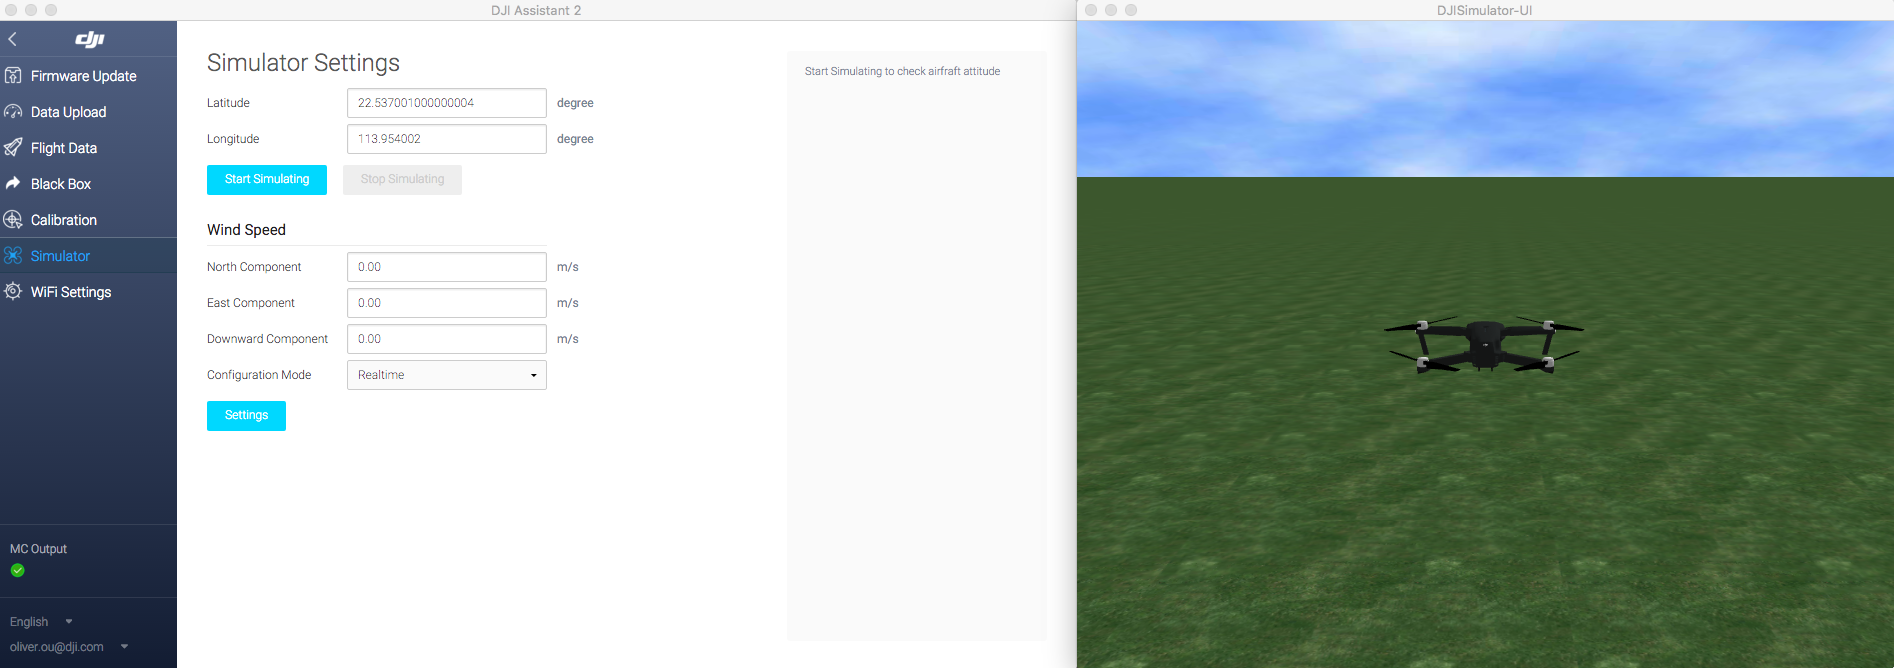 DJI Assistant 2
dji
Firmware Update
Data Upload
Flight Data
Black Box
Calibration
Simulator
WiFi Settings
MC Output
English
oliver.ou@dji.com
Simulator Settings
Latitude 22.537001000000004 degree
Longitude 113.954002 degree
Start Simulating Stop Simulating
Wind Speed
North Component 0.00 m/s
East Component 0.00 m/s
Downward Component 0.00 m/s
Configuration Mode Realtime
Settings
Start Simulating to check airfraft attitude
DJISimulator-UI